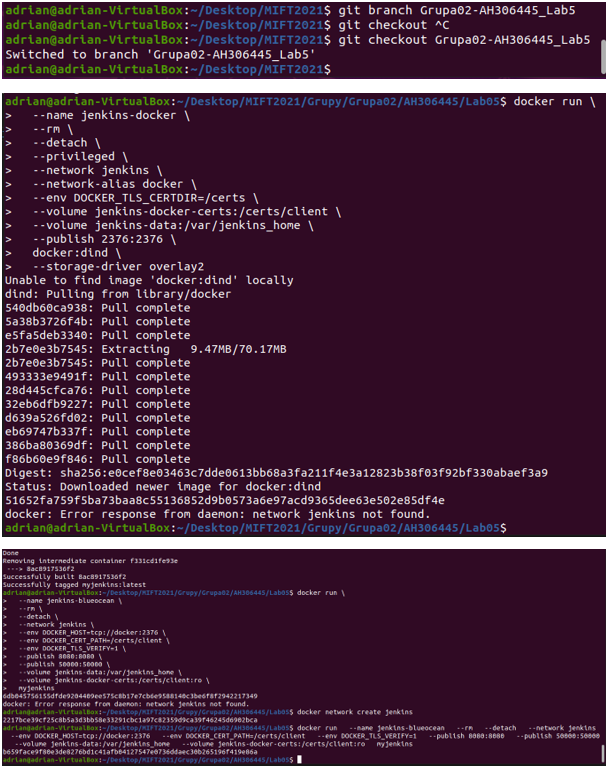 adrian@adrian-VirtualBox:~/Desktop/MIFT2021$ git branch Grupa02-AH306445_Lab5
adrian@adrian-VirtualBox:~/Desktop/MIFT2021$ git checkout ^C
adrian@adrian-VirtualBox:~/Desktop/MIFT2021$ git checkout Grupa02-AH306445_Lab5
Switched to branch 'Grupa02-AH306445_Lab5'
adrian@adrian-VirtualBox:~/Desktop/MIFT2021$
adrian@adrian-VirtualBox:~/Desktop/MIFT2021/Grupy/Grupa02/AH306445/Lab05$ docker run \
> --name jenkins-docker \
> --rm \
> --detach \
> --privileged \
> --network jenkins \
> --network-alias docker \
> --env DOCKER_TLS_CERTDIR=/certs \
> --volume jenkins-docker-certs:/certs/client \
> --volume jenkins-data:/var/jenkins_home \
> --publish 2376:2376 \
> docker:dind \
> --storage-driver overlay2
Unable to find image 'docker:dind' locally
dind: Pulling from library/docker
540db60ca938: Pull complete
5a38b3726f4b: Pull complete
e5fa5deb3340: Pull complete
2b7e0e3b7545: Extracting 9.47MB/70.17MB
2b7e0e3b7545: Pull complete
493333e9491f: Pull complete
28d445cfca76: Pull complete
32eb6dfb9227: Pull complete
d639a526fd02: Pull complete
eb69747b337f: Pull complete
386ba80369df: Pull complete
f86b60e9f846: Pull complete
Digest: sha256:e0cef8e03463c7dde0613bb68a3fa211f4e3a12823b38f03f92bf330abaef3a9
Status: Downloaded newer image for docker:dind
51652fa759f5ba73baa8c55136852d9b0573a6e97acd9365dee63e502e85df4e
docker: Error response from daemon: network jenkins not found.
adrian@adrian-VirtualBox:~/Desktop/MIFT2021/Grupy/Grupa02/AH306445/Lab05$
Done
Removing intermediate container f331cd1fe93e
---> 8ac8917536f2
Successfully built 8ac8917536f2
Successfully tagged myjenkins:latest
adrian@adrian-VirtualBox:~/Desktop/MIFT2021/Grupy/Grupa02/AH306445/Lab05$ docker run \
> --name jenkins-blueocean \
> --rm \
> --detach \
> --network jenkins \
> --env DOCKER_HOST=tcp://docker:2376 \
> --env DOCKER_CERT_PATH=/certs/client \
> --env DOCKER_TLS_VERIFY=1 \
> --publish 8080:8080 \
> --publish 50000:50000 \
> --volume jenkins-data:/var/jenkins_home \
> --volume jenkins-docker-certs:/certs/client:ro \
> myjenkins
6db045756155dfde9204409ee575c8b17e7cb6e9588140c3be6f8f2942217349
docker: Error response from daemon: network jenkins not found.
adrian@adrian-VirtualBox:~/Desktop/MIFT2021/Grupy/Grupa02/AH306445/Lab05$ docker network create jenkins
2217bce39cf25c8b5a3d3bb58e33291cbc1a97c82359d9ca39f46245d6902bca
adrian@adrian-VirtualBox:~/Desktop/MIFT2021/Grupy/Grupa02/AH306445/Lab05$ docker run --name jenkins-blueocean --rm --detach --network jenkins
--env DOCKER_HOST=tcp://docker:2376 --env DOCKER_CERT_PATH=/certs/client --env DOCKER_TLS_VERIFY=1 --publish 8080:8080 --publish 50000:50000
--volume jenkins-data:/var/jenkins_home --volume jenkins-docker-certs:/certs/client:ro myjenkins
b659face9f80e3de0276bd1c41afb04127547e0736ddaec30b265196f419e86a
adrian@adrian-VirtualBox:~/Desktop/MIFT2021/Grupy/Grupa02/AH306445/Lab05$